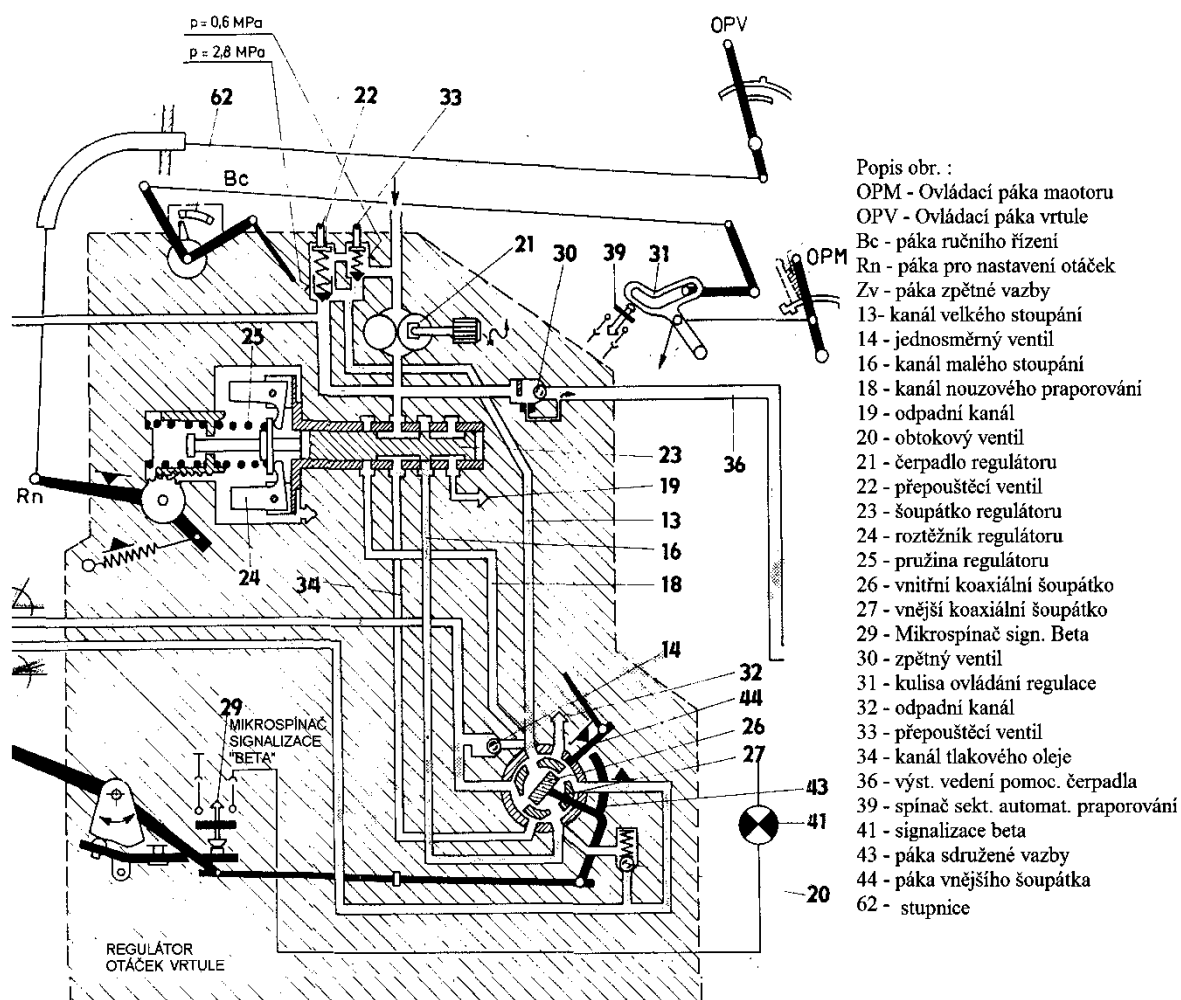 p = 0,6 MPa
p = 2,8 MPa
OPV
62
22
33
Bc
21
39
31
30
OPM
25
23
36
Rn
19
13
16
24
34
18
14
32
44
26
27
29
MIKROSPÍNAČ
SIGNALIZACE
"BETA"
43
41
20
REGULÁTOR
OTÁČEK VRTULE
Popis obr. :
OPM - Ovládací páka maotoru
OPV - Ovládací páka vrtule
Bc - páka ručního řízení
Rn - páka pro nastavení otáček
Zv - páka zpětné vazby
13- kanál velkého stoupání
14 - jednosměrný ventil
16 - kanál malého stoupání
18 - kanál nouzového praporování
19 - odpadní kanál
20 - obtokový ventil
21 - čerpadlo regulátoru
22 - přepouštěcí ventil
23 - šoupátko regulátoru
24 - roztěžník regulátoru
25 - pružina regulátoru
26 - vnitřní koaxiální šoupátko
27 - vnější koaxiální šoupátko
29 - Mikrospínač sign. Beta
30 - zpětný ventil
31 - kulisa ovládání regulace
32 - odpadní kanál
33 - přepouštěcí ventil
34 - kanál tlakového oleje
36 - výst. vedení pomoc. čerpadla
39 - spínač sekt. automat. praporování
41 - signalizace beta
43 - páka sdružené vazby
44 - páka vnějšího šoupátka
62 - stupnice